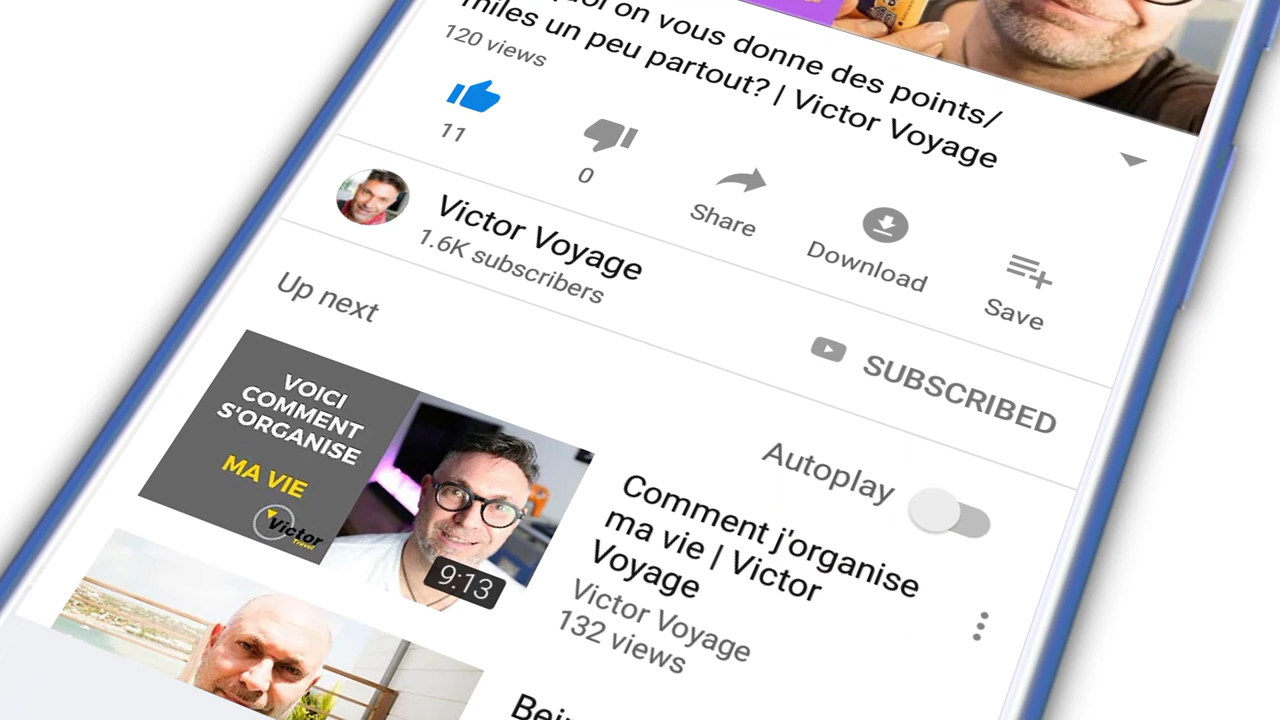 on vous donne des points/
miles un peu partout? | Victor Voyage
120 views
11
0
Share
Download
Save
Victor Voyage
1.6K subscribers
SUBSCRIBED
Up next
Autoplay
VOICI
COMMENT
S'ORGANISE
MA VIE
Victor
Travel
9:13
Comment j'organise
ma vie | Victor
Voyage
Victor Voyage
132 views